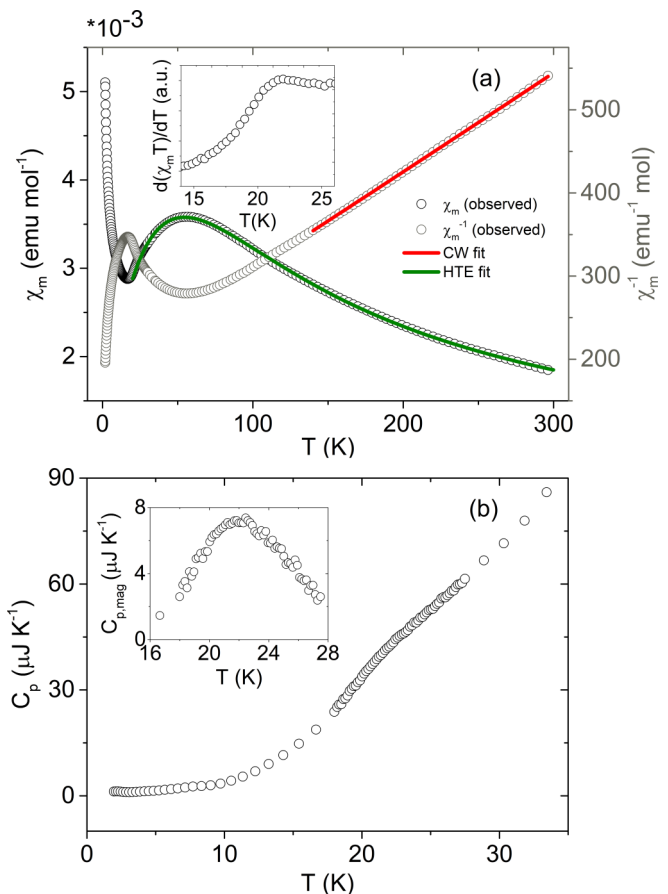 *10⁻³
(a)
5
4
3
2
χₘ (emu mol⁻¹)
d(χₘT)/dT (a.u.)
15 20 25
T(K)
χₘ (observed)
χₘ⁻¹ (observed)
CW fit
HTE fit
500
400
300
200
χₘ⁻¹ (emu⁻¹ mol)
0 100 200 300
T (K)
(b)
90
60
30
0
Cₚ (μJ K⁻¹)
8
4
0
Cₚ,ₘₐg (μJ K⁻¹)
16 20 24 28
T (K)
0 10 20 30
T (K)